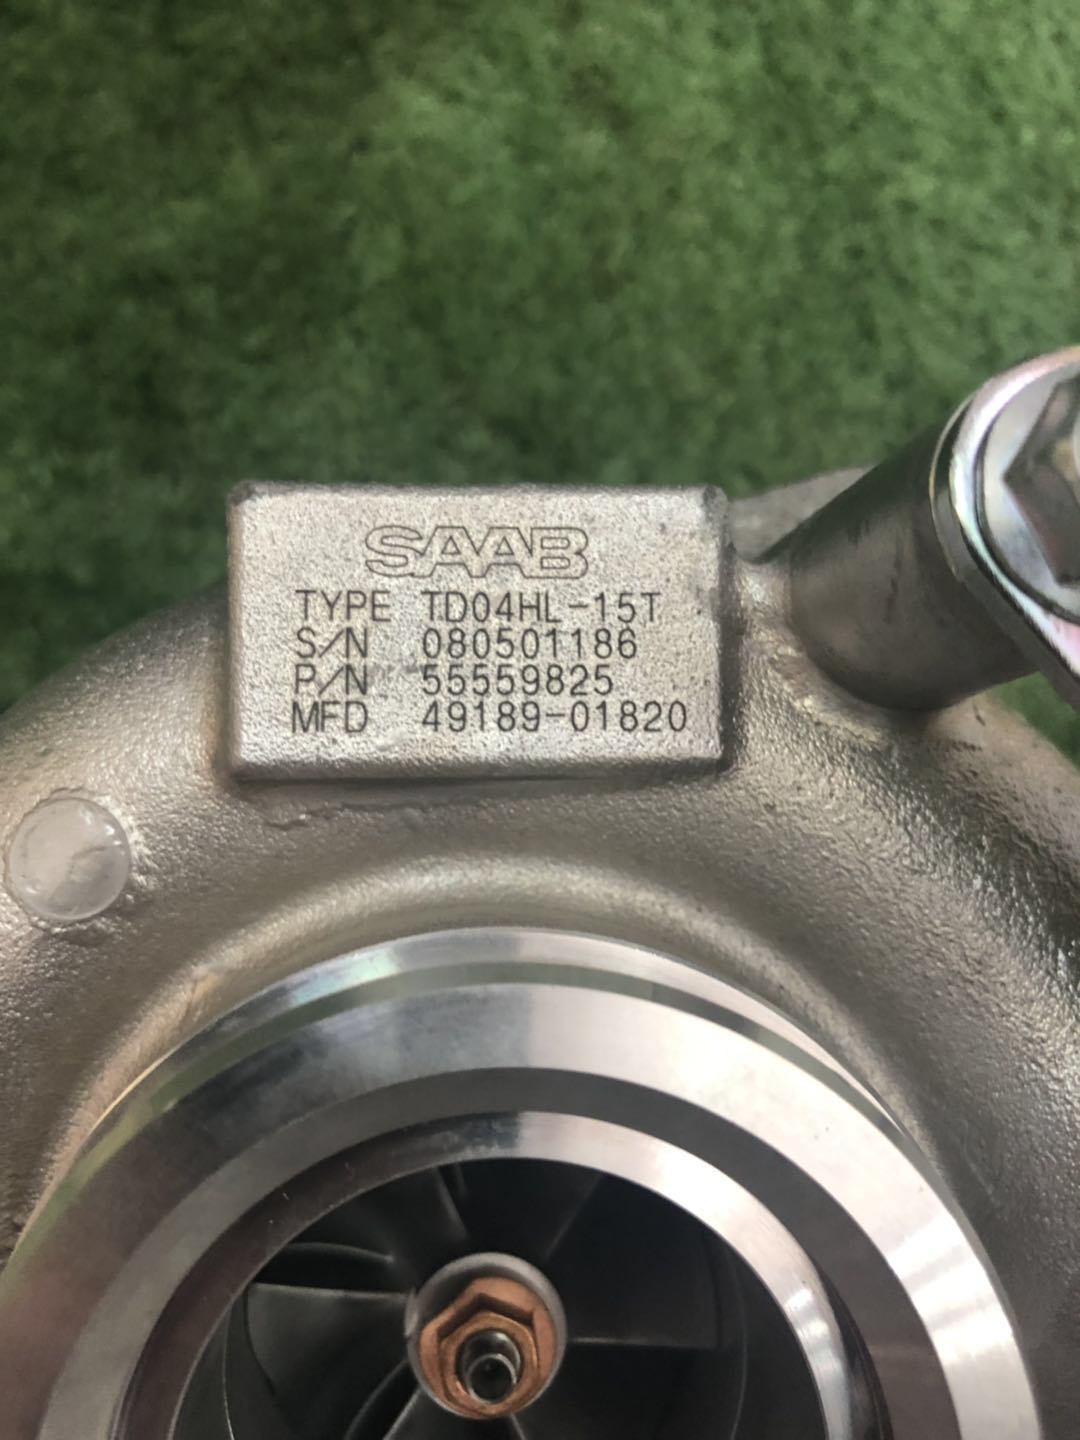 SAAB
TYPE TD04HL-15T
S/N 080501186
P/N 55559825
MFD 49189-01820